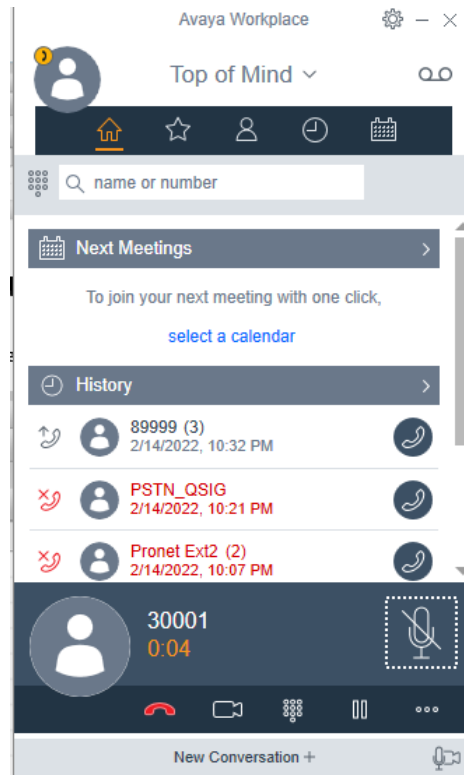 Avaya Workplace
Top of Mind
name or number
Next Meetings
To join your next meeting with one click,
select a calendar
History
89999 (3)
2/14/2022, 10:32 PM
PSTN_QSIG
2/14/2022, 10:21 PM
Pronet Ext2 (2)
2/14/2022, 10:07 PM
30001
0:04
New Conversation +